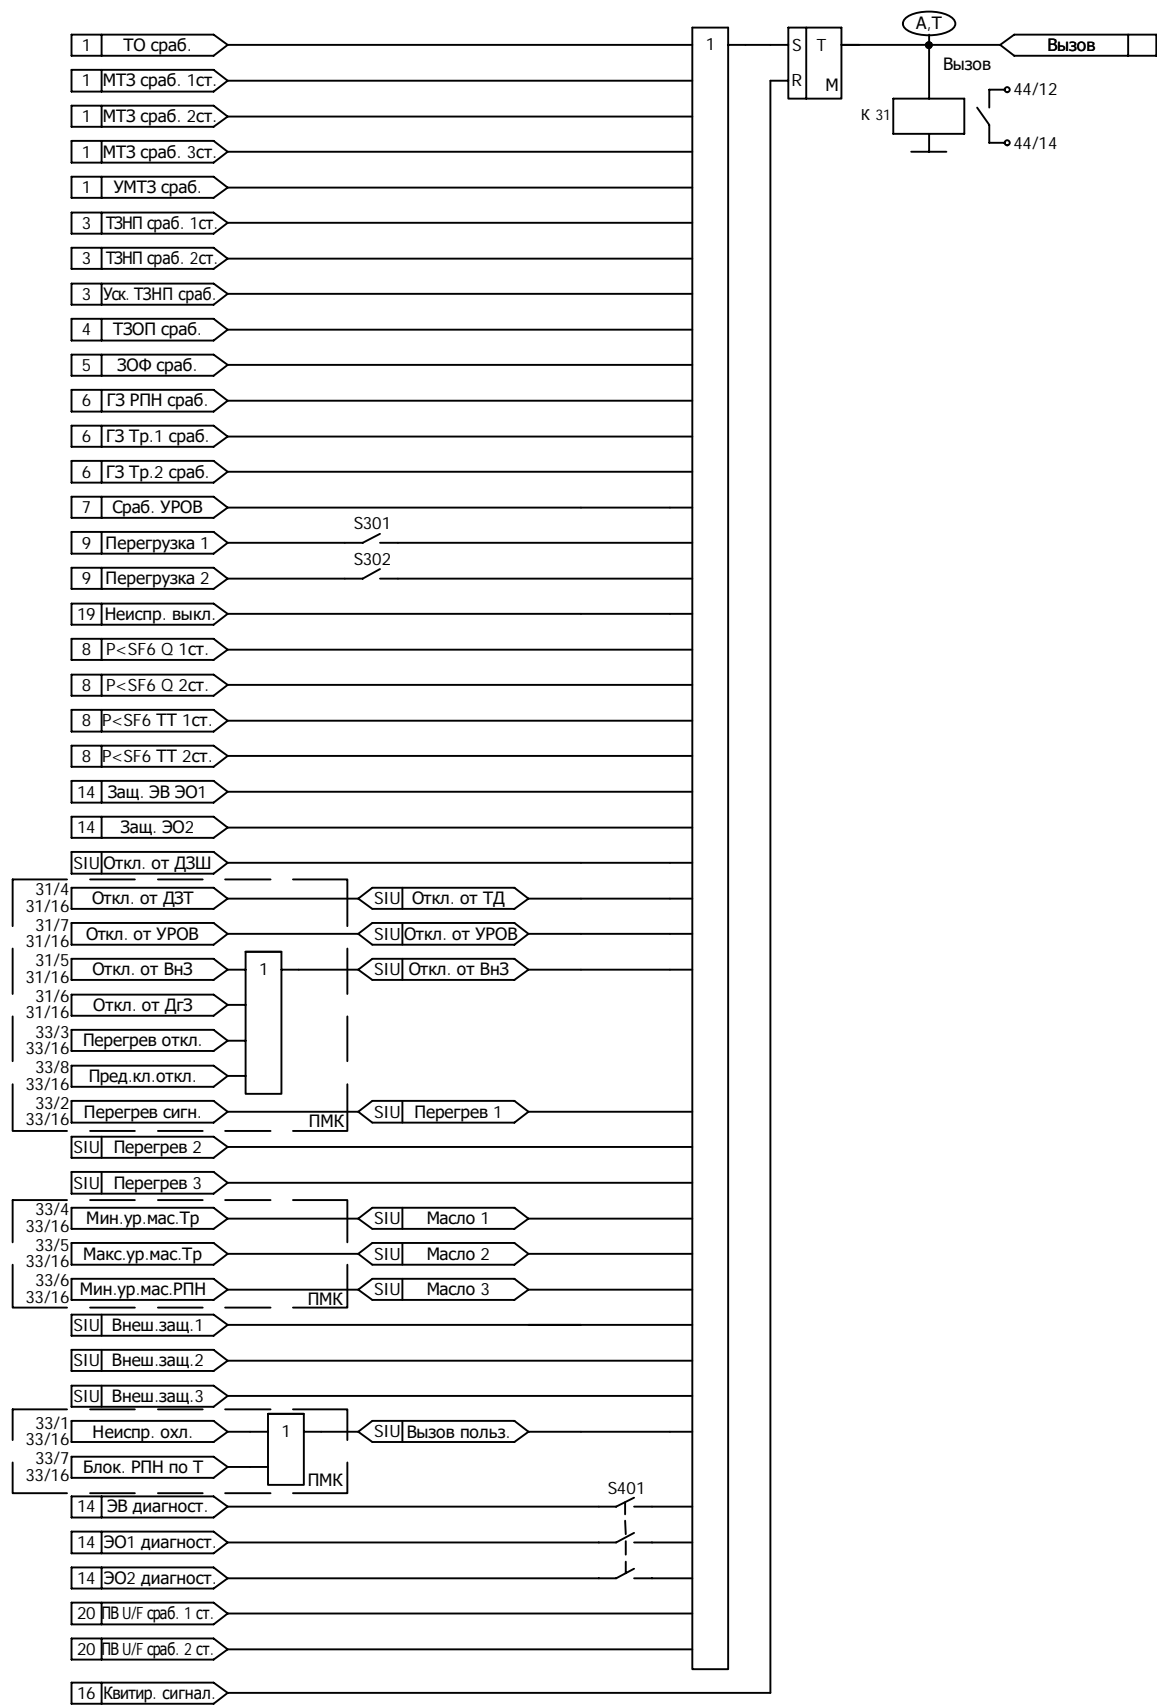 А,Т
1 ТО сраб. 1 S T Вызов
Вызов
1 МТЗ сраб. 1ст. R M 44/12
1 МТЗ сраб. 2ст. К 31
1 МТЗ сраб. 3ст. 44/14
1 УМТЗ сраб.
3 ТЗНП сраб. 1ст.
3 ТЗНП сраб. 2ст.
3 Уск. ТЗНП сраб.
4 ТЗОП сраб.
5 ЗОФ сраб.
6 ГЗ РПН сраб.
6 ГЗ Тр.1 сраб.
6 ГЗ Тр.2 сраб.
7 Сраб. УРОВ
S301
9 Перегрузка 1
S302
9 Перегрузка 2
19 Неиспр. выкл.
8 P<SF6 Q 1ст.
8 P<SF6 Q 2ст.
8 P<SF6 ТТ 1ст.
8 P<SF6 ТТ 2ст.
14 Защ. ЭВ ЭО1
14 Защ. ЭО2
SIU Откл. от ДЗШ
31/4
31/16 Откл. от ДЗТ SIU Откл. от ТД
31/7
31/16 Откл. от УРОВ SIU Откл. от УРОВ
31/5
31/16 Откл. от ВнЗ 1 SIU Откл. от ВнЗ
31/6
31/16 Откл. от ДгЗ
33/3
33/16 Перегрев откл.
33/8
33/16 Пред.кл.откл.
33/2
33/16 Перегрев сигн. ПМК SIU Перегрев 1
SIU Перегрев 2
SIU Перегрев 3
33/4
33/16 Мин.ур.мас.Тр SIU Масло 1
33/5
33/16 Макс.ур.мас.Тр SIU Масло 2
33/6
33/16 Мин.ур.мас.РПН ПМК SIU Масло 3
SIU Внеш.защ.1
SIU Внеш.защ.2
SIU Внеш.защ.3
33/1
33/16 Неиспр. охл. 1 SIU Вызов польз.
33/7
33/16 Блок. РПН по Т ПМК
S401
14 ЭВ диагност.
14 ЭО1 диагност.
14 ЭО2 диагност.
20 ПВ U/F сраб. 1 ст.
20 ПВ U/F сраб. 2 ст.
16 Квитир. сигнал.